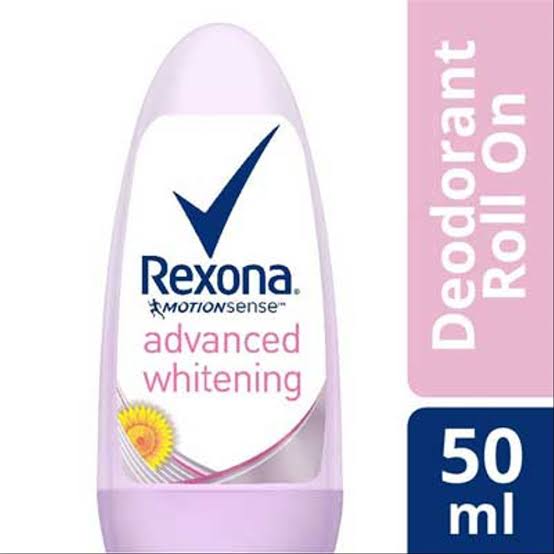 Rexona.
MOTIONsense™
advanced
whitening
Deodorant
Roll On
50
ml